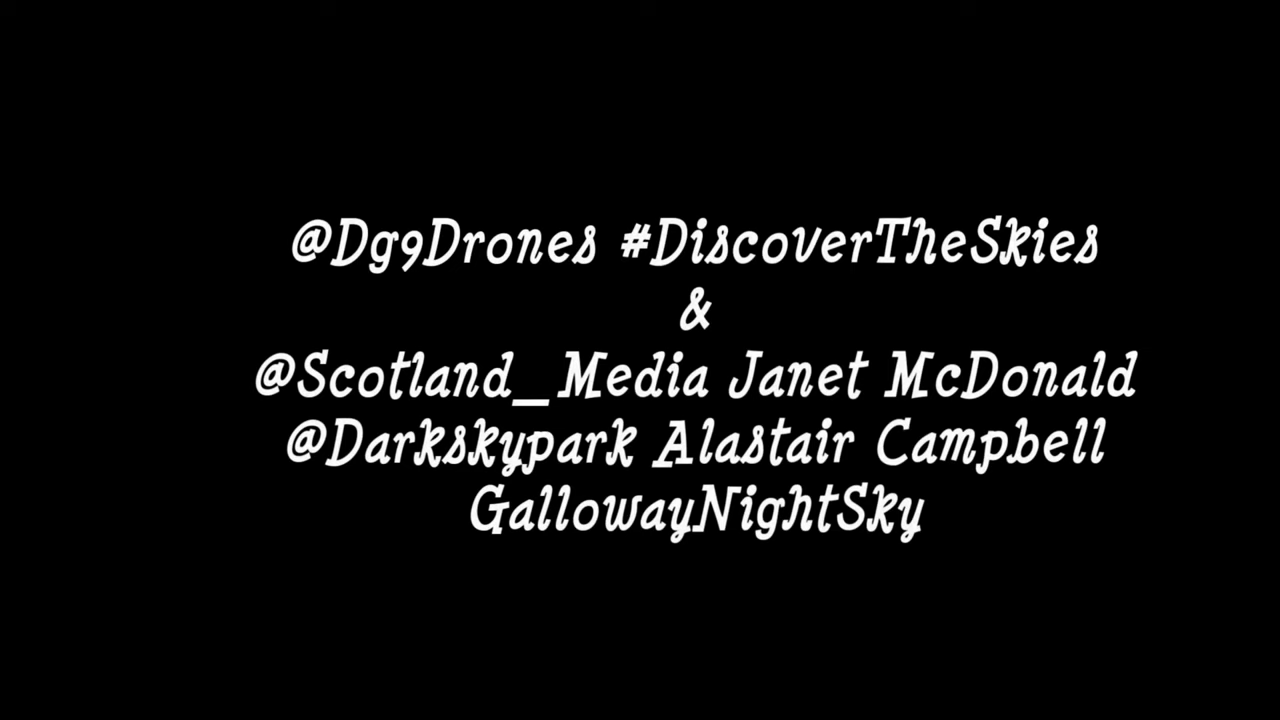 @Dg9Drones #DiscoverTheSkies
&
@Scotland_Media Janet McDonald
@Darkskypark Alastair Campbell
GallowayNightSky